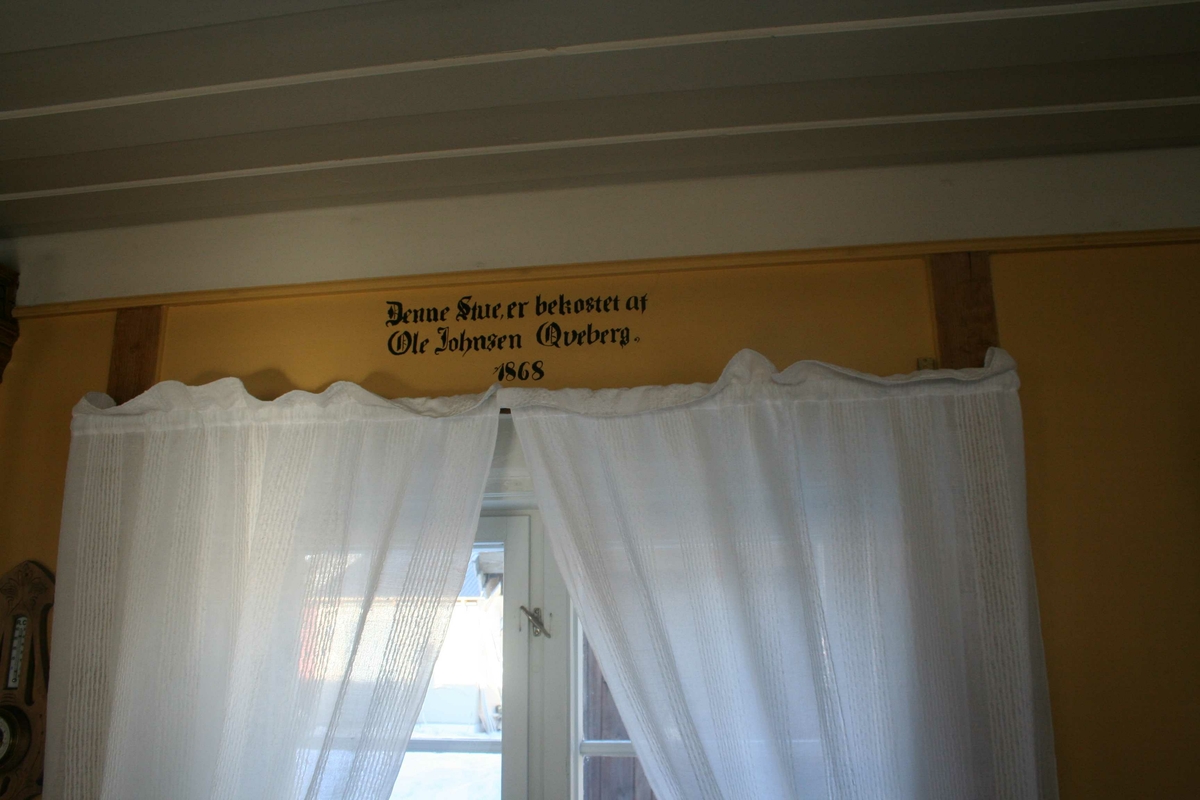 Denne Stue, er bekostet af
Ole Johnsen Qveberg.
1868